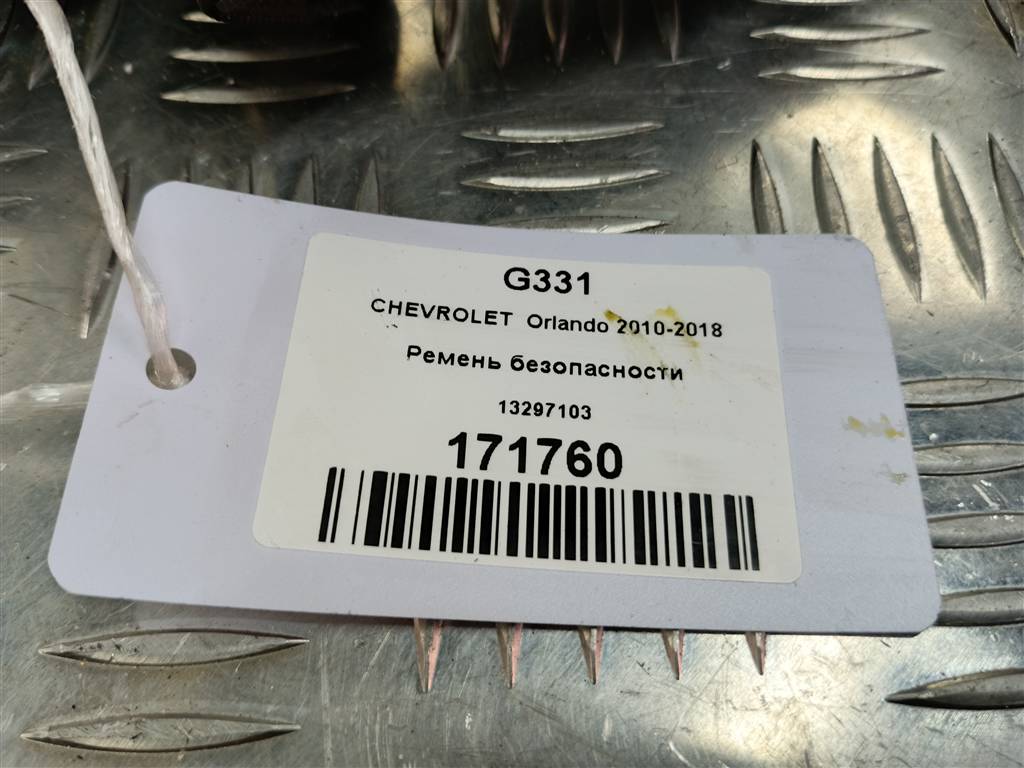 G331
CHEVROLET Orlando 2010-2018
Ремень безопасности
13297103
171760